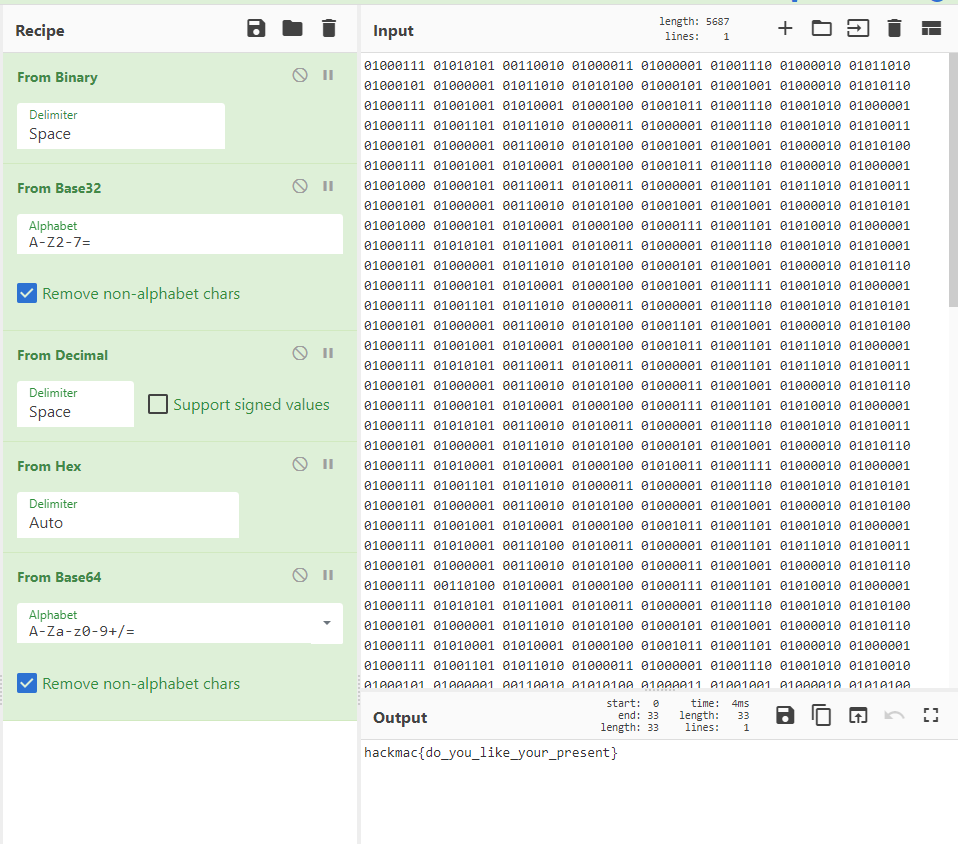 Recipe
From Binary
Delimiter
Space
From Base32
Alphabet
A-Z2-7=
Remove non-alphabet chars
From Decimal
Delimiter
Space
Support signed values
From Hex
Delimiter
Auto
From Base64
Alphabet
A-Za-z0-9+/=
Remove non-alphabet chars
Input
length: 5687
lines: 1
01000111 01010101 00110010 01000011 01000001 01001110 01000010 01011010
01000101 01000001 01011010 01010100 01000101 01001001 01000010 01010110
01000111 01001001 01010001 01000100 01001011 01001110 01001010 01000001
01000111 01001101 01011010 01000011 01000001 01001110 01001010 01010011
01000101 01000001 00110010 01010100 01001001 01001001 01000010 01010100
01000111 01001001 01010001 01000100 01001011 01001110 01000010 01000001
01001000 01000101 00110011 01010011 01000001 01001101 01011010 01010011
01000101 01000001 00110010 01010100 01001001 01001001 01000010 01010101
01001000 01000101 01010001 01000100 01000111 01001101 01010010 01000001
01000111 01010101 01011001 01010011 01000001 01001110 01001010 01010001
01000101 01000001 01011010 01010100 01000101 01001001 01000010 01010110
01000111 01000101 01010001 01000100 01001001 01001111 01001010 01000001
01000111 01001101 01011010 01000011 01000001 01001110 01001010 01010101
01000101 01000001 00110010 01010100 01001101 01001001 01000010 01010100
01000111 01001001 01010001 01000100 01001011 01001101 01011010 01000001
01000111 01010101 00110011 01010011 01000001 01001101 01011010 01010011
01000101 01000001 00110010 01010100 01000011 01001001 01000010 01010110
01000111 01000101 01010001 01000100 01000111 01001101 01010010 01000001
01000111 01010101 00110010 01010011 01000001 01001110 01001010 01010011
01000101 01000001 01011010 01010100 01000101 01001001 01000010 01010110
01000111 01010001 01010001 01000100 01010011 01001111 01000010 01000001
01000111 01001101 01011010 01000011 01000001 01001110 01001010 01010101
01000101 01000001 00110010 01010100 01000001 01001001 01000010 01010100
01000111 01001001 01010001 01000100 01001011 01001101 01001010 01000001
01000111 01010001 00110100 01010011 01000001 01001101 01011010 01010011
01000101 01000001 00110010 01010100 01000011 01001001 01000010 01010110
01000111 00110100 01010001 01000100 01000111 01001101 01010010 01000001
01000111 01010101 01011001 01010011 01000001 01001110 01001010 01010100
01000101 01000001 01011010 01010100 01000101 01001001 01000010 01010110
01000111 01010001 01010001 01000100 01001011 01001101 01000010 01000001
01000111 01001101 01011010 01000011 01000001 01001110 01001010 01010010
01000101 01000001 00110010 01010100 01000011 01001001 01000010 01010100
Output
start: 0
end: 33
length: 33
time: 4ms
length: 33
lines: 1
hackmac{do_you_like_your_present}